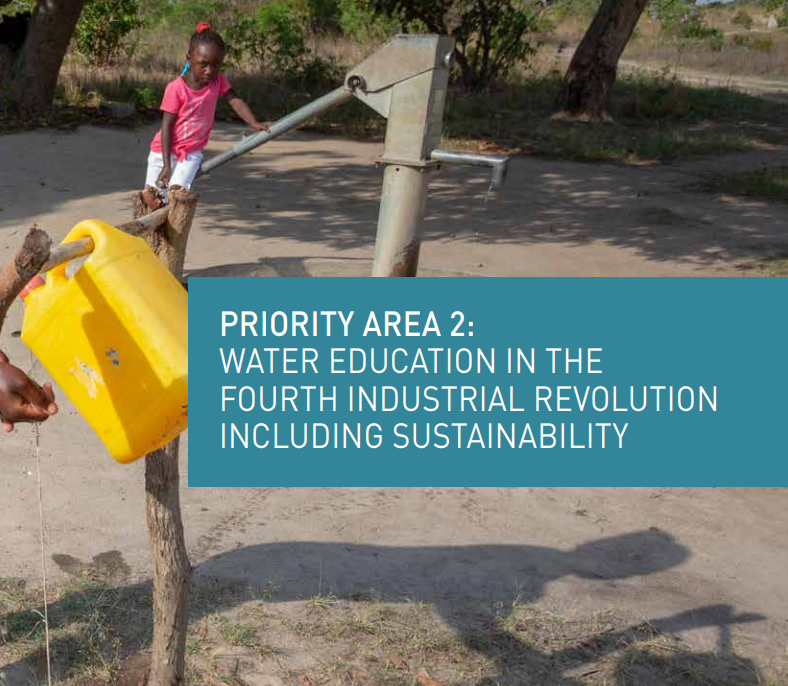 PRIORITY AREA 2:
WATER EDUCATION IN THE
FOURTH INDUSTRIAL REVOLUTION
INCLUDING SUSTAINABILITY